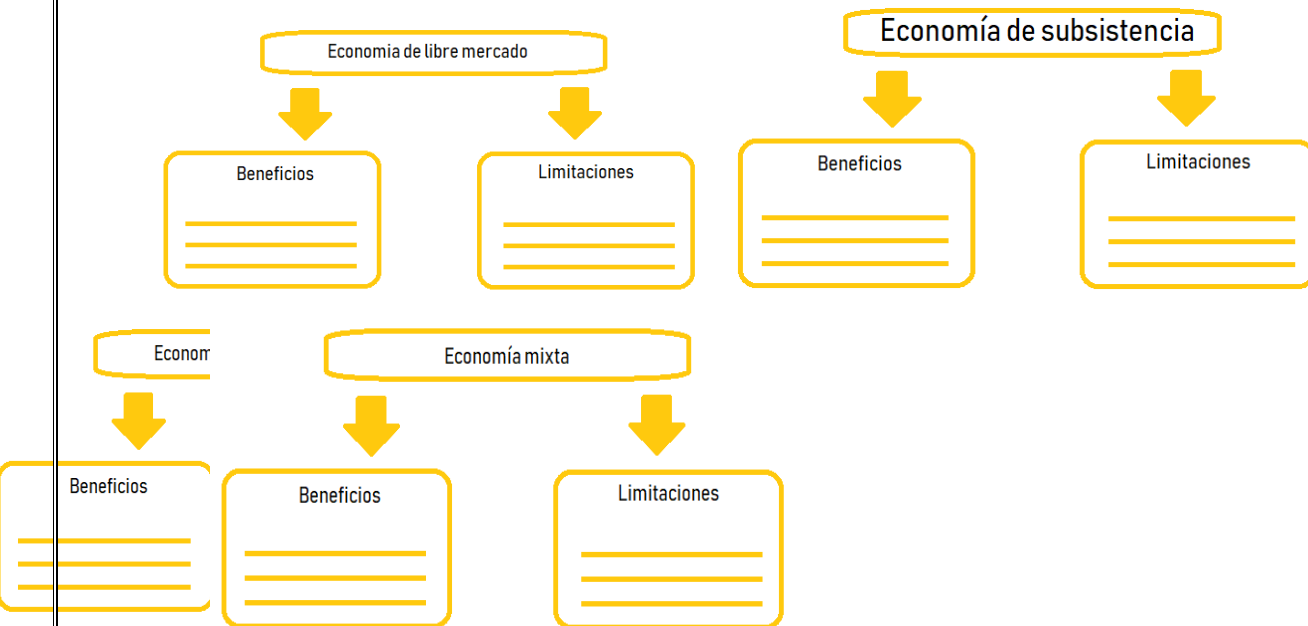 Economia de libre mercado
Beneficios
Limitaciones
Economía de subsistencia
Beneficios
Limitaciones
Beneficios
Economía mixta
Beneficios
Limitaciones